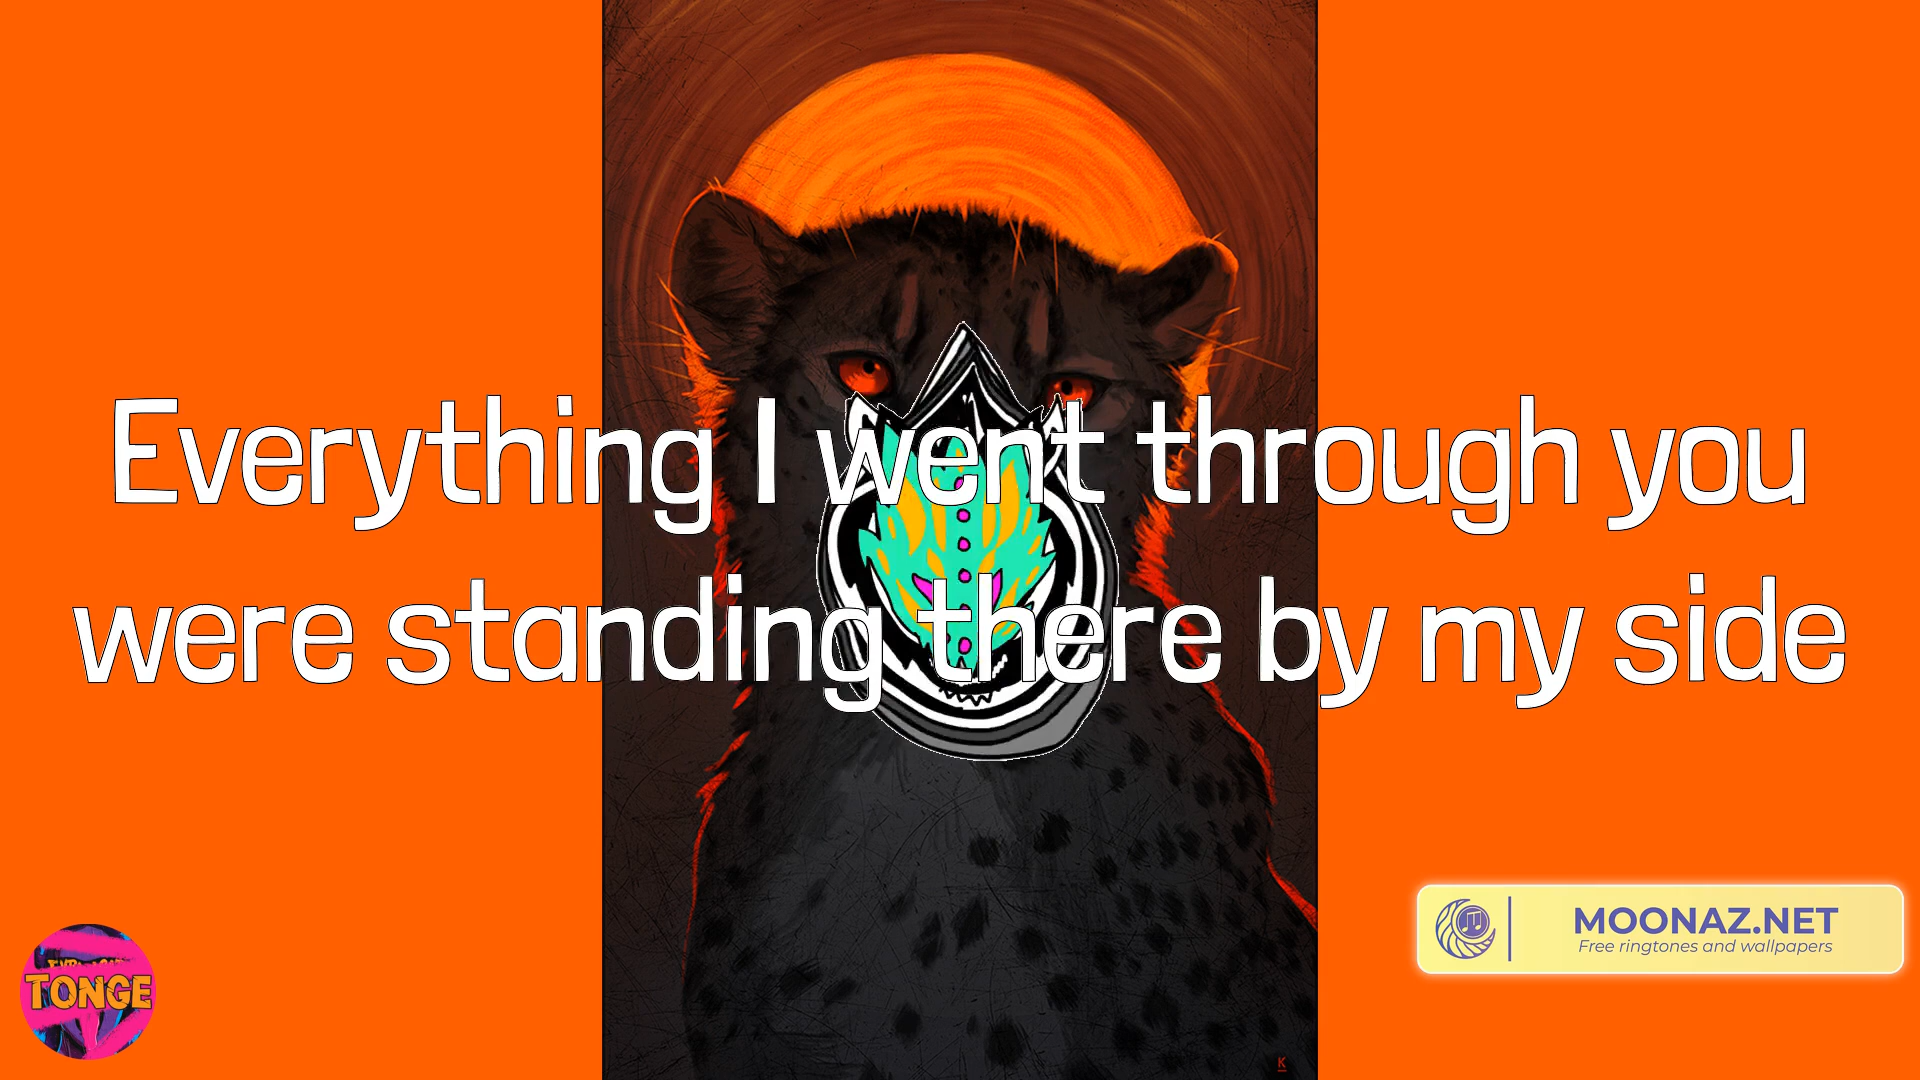 Everything I went through you
were standing there by my side
MOONAZ.NET
Free ringtones and wallpapers
TONGE
K